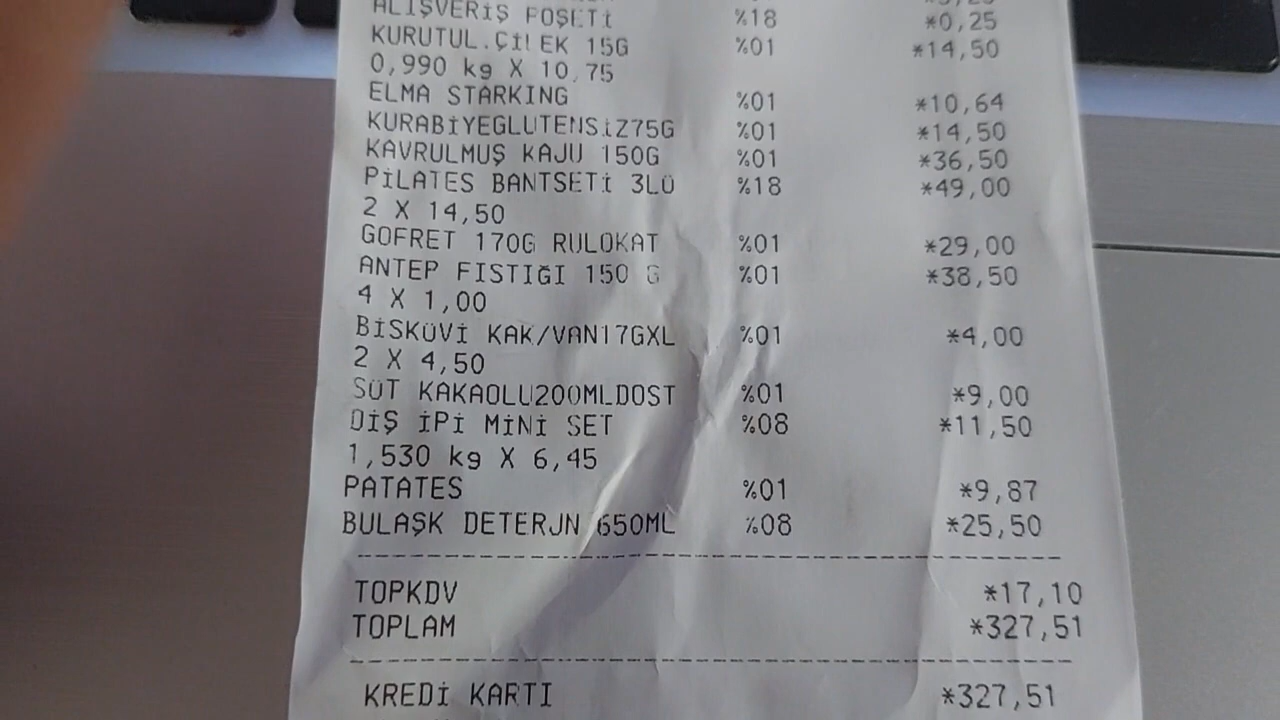 ALIŞVERİŞ POŞETİ %18 *0,25
KURUTUL.ÇİLEK 15G %01 *14,50
0,990 kg X 10,75
ELMA STARKING %01 *10,64
KURABİYEGLUTENSİZ75G %01 *14,50
KAVRULMUŞ KAJU 150G %01 *36,50
PİLATES BANTSETİ 3LÜ %18 *49,00
2 X 14,50
GOFRET 170G RULOKAT %01 *29,00
ANTEP FISTIĞI 150 G %01 *38,50
4 X 1,00
BİSKÜVİ KAK/VAN17GXL %01 *4,00
2 X 4,50
SÜT KAKAOLU200MLDOST %01 *9,00
DİŞ İPİ MİNİ SET %08 *11,50
1,530 kg X 6,45
PATATES %01 *9,87
BULAŞK DETERJN 650ML %08 *25,50
TOPKDV *17,10
TOPLAM *327,51
KREDİ KARTI *327,51